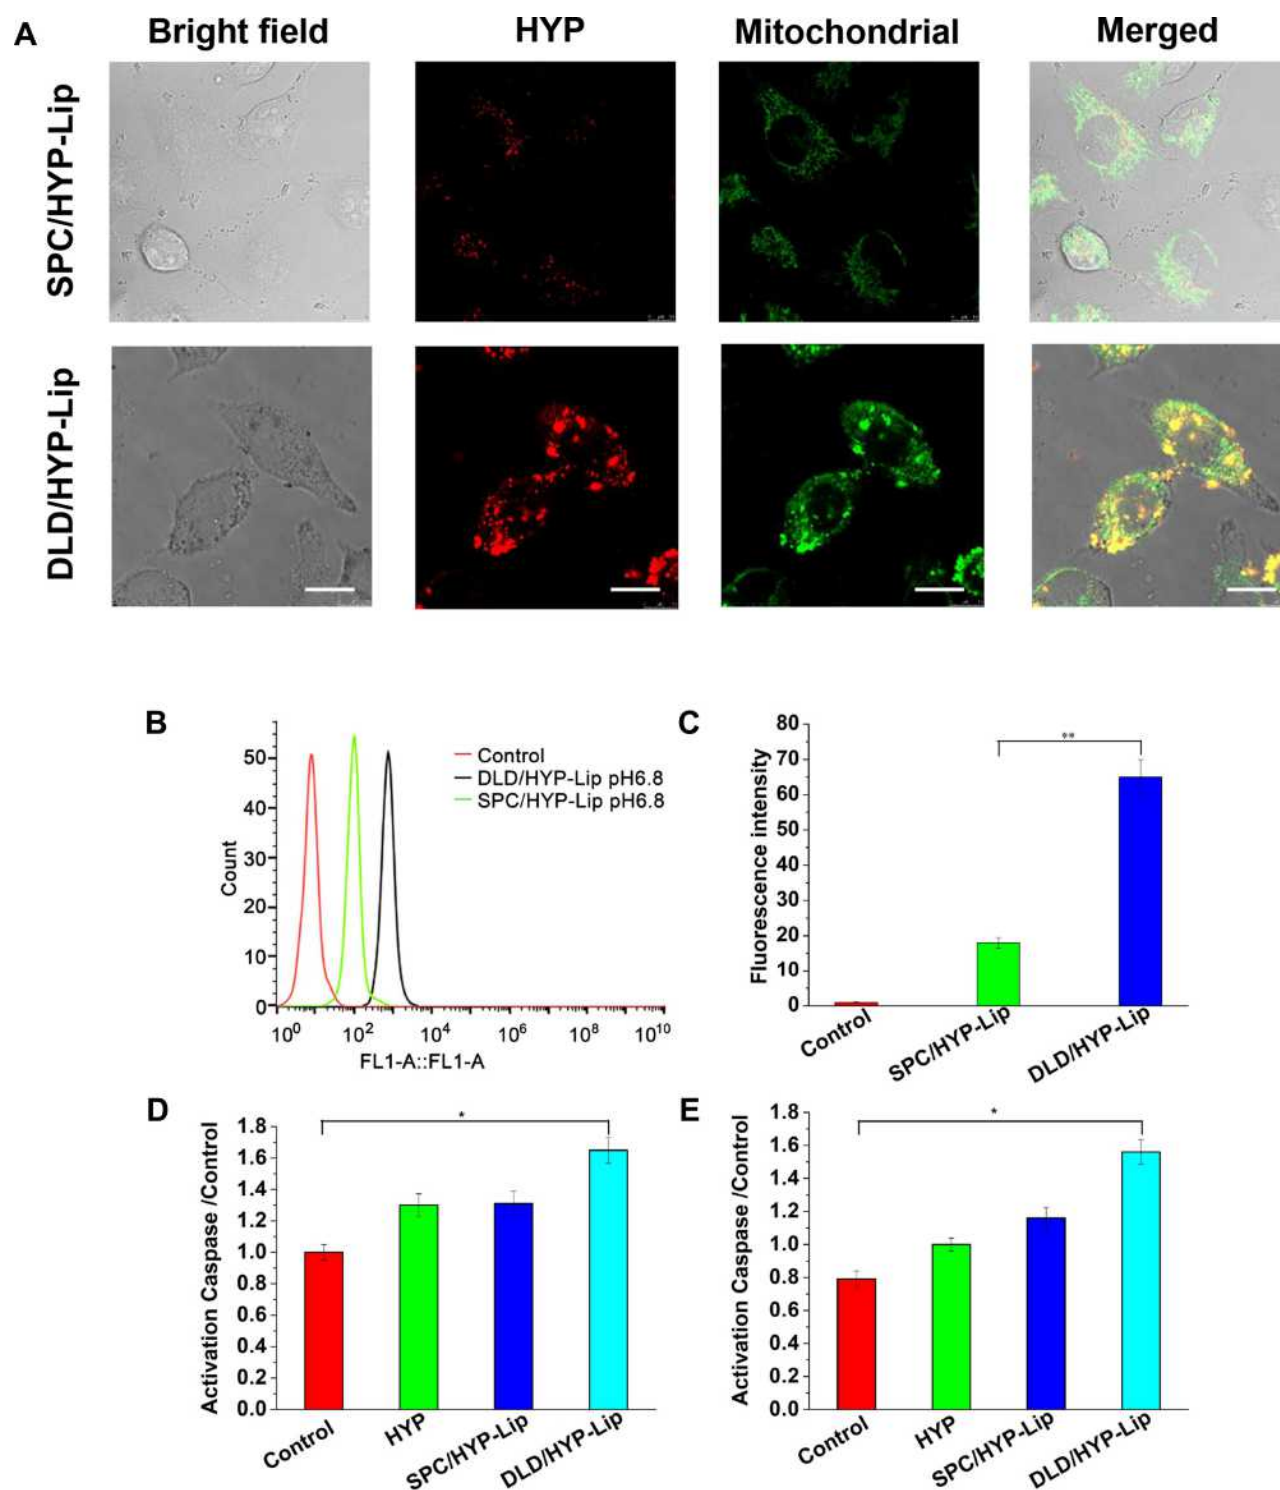 A
Bright field
HYP
Mitochondrial
Merged
SPC/HYP-Lip
DLD/HYP-Lip
B
50
40
30
20
10
0
Count
10^0
10^2
10^4
10^6
10^8
10^10
FL1-A::FL1-A
Control
DLD/HYP-Lip pH6.8
SPC/HYP-Lip pH6.8
C
80
70
60
50
40
30
20
10
0
Fluorescence intensity
**
Control
SPC/HYP-Lip
DLD/HYP-Lip
D
1.8
1.6
1.4
1.2
1.0
0.8
0.6
0.4
0.2
0.0
Activation Caspase /Control
*
Control
HYP
SPC/HYP-Lip
DLD/HYP-Lip
E
1.8
1.6
1.4
1.2
1.0
0.8
0.6
0.4
0.2
0.0
Activation Caspase /Control
*
Control
HYP
SPC/HYP-Lip
DLD/HYP-Lip